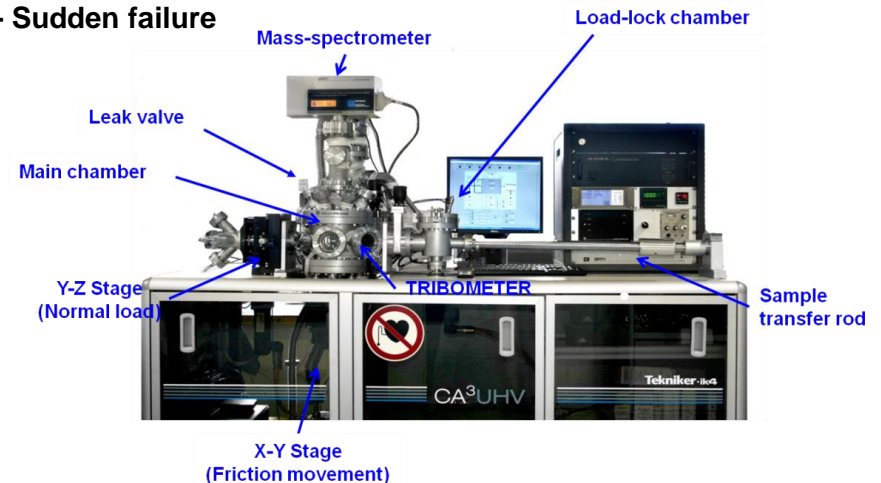 - Sudden failure
Load-lock chamber
Mass-spectrometer
Leak valve
Main chamber
Y-Z Stage
(Normal load)
TRIBOMETER
Sample
transfer rod
CA³UHV
Tekniker-ik4
X-Y Stage
(Friction movement)